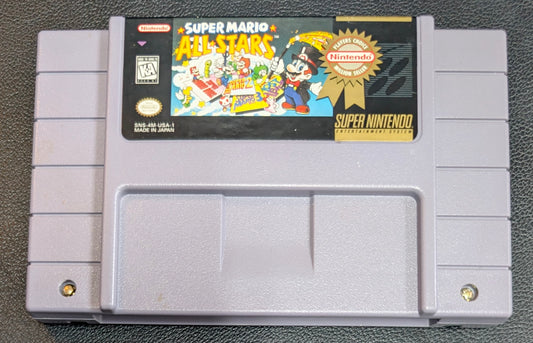 Nintendo
SUPER MARIO
ALL-STARS
K-A
SNS-4M-USA-1
MADE IN JAPAN
PLAYERS CHOICE
Nintendo
MILLION SELLER
SUPER NINTENDO
ENTERTAINMENT SYSTEM